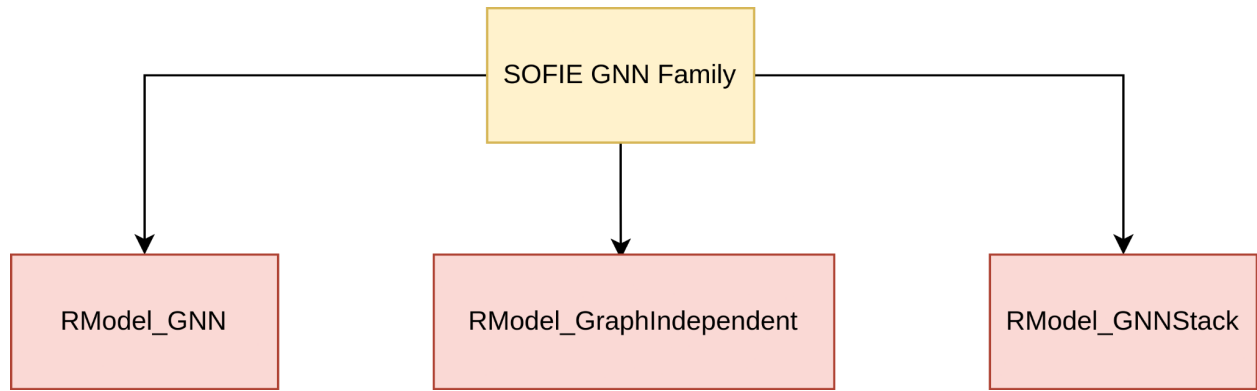 SOFIE GNN Family
RModel_GNN
RModel_GraphIndependent
RModel_GNNStack